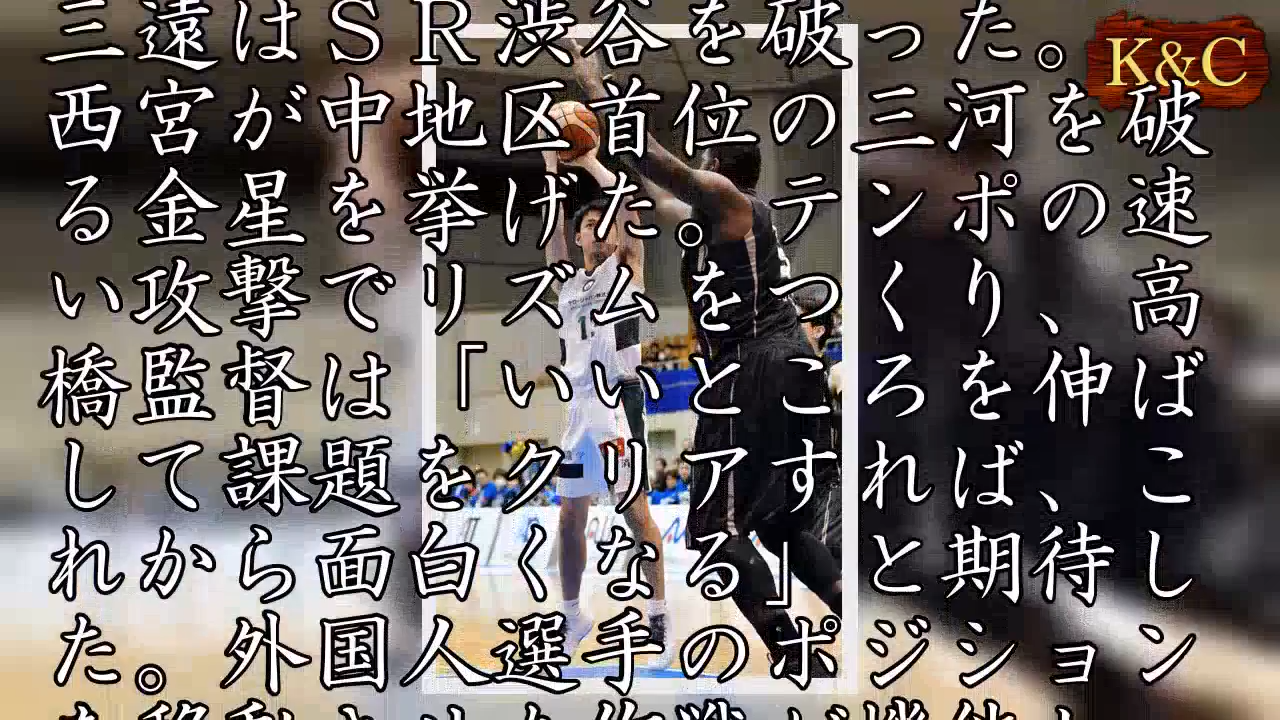 三遠はＳＲ渋谷を破った。
K&C
西宮が中地区首位の三河を破
る金星を挙げた。テンポの速
い攻撃でリズムをつくり、高
橋監督は「いいところを伸ば
して課題をクリアすれば、こ
れから面白くなる」と期待し
た。外国人選手のポジション